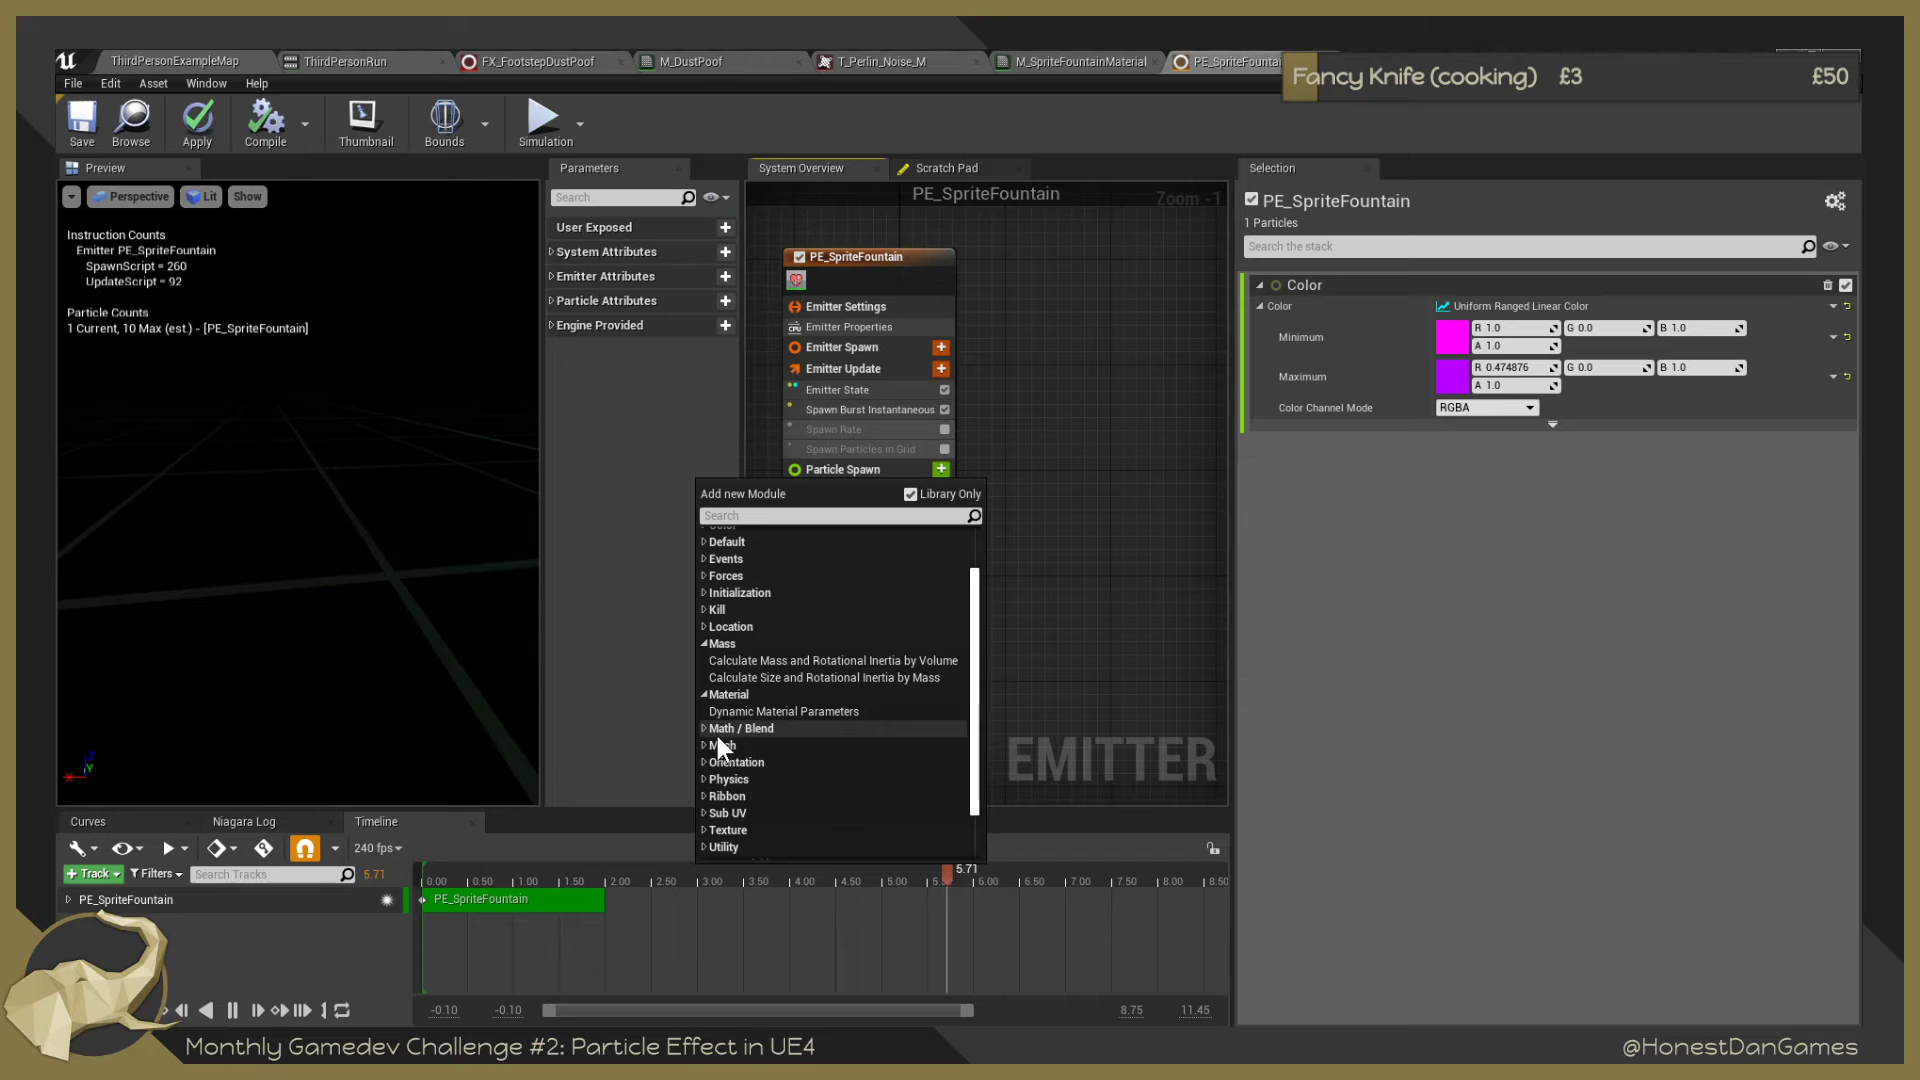 ThirdPersonExampleMap
ThirdPersonRun
FX_FootstepDustPoof
M_DustPoof
T_Perlin_Noise_M
M_SpriteFountainMaterial
PE_SpriteFountai
Fancy Knife (cooking) £3 £50
File Edit Asset Window Help
Save Browse Apply Compile Thumbnail Bounds Simulation
Preview
Parameters
System Overview
Scratch Pad
Selection
Perspective Lit Show
Instruction Counts
Emitter PE_SpriteFountain
SpawnScript = 260
UpdateScript = 92
Particle Counts
1 Current, 10 Max (est.) - [PE_SpriteFountain]
X Y Z
Search
User Exposed
System Attributes
Emitter Attributes
Particle Attributes
Engine Provided
PE_SpriteFountain
Zoom -1
PE_SpriteFountain
Emitter Settings
Emitter Properties
Emitter Spawn
Emitter Update
Emitter State
Spawn Burst Instantaneous
Spawn Rate
Spawn Particles in Grid
Particle Spawn
EMITTER
Add new Module
Library Only
Search
Default
Events
Forces
Initialization
Kill
Location
Mass
Calculate Mass and Rotational Inertia by Volume
Calculate Size and Rotational Inertia by Mass
Material
Dynamic Material Parameters
Math / Blend
Orientation
Physics
Ribbon
Sub UV
Texture
Utility
PE_SpriteFountain
1 Particles
Search the stack
Color
Color
Uniform Ranged Linear Color
Minimum
R 1.0 G 0.0 B 1.0
A 1.0
Maximum
R 0.474876 G 0.0 B 1.0
A 1.0
Color Channel Mode
RGBA
Curves
Niagara Log
Timeline
240 fps
Track
Filters
Search Tracks
5.71
PE_SpriteFountain
5.71
0.00 0.50 1.00 1.50 2.00 2.50 3.00 3.50 4.00 4.50 5.00 5.5 6.00 6.50 7.00 7.50 8.00 8.50
PE_SpriteFountain
-0.10 -0.10 8.75 11.45
Monthly Gamedev Challenge #2: Particle Effect in UE4
@HonestDanGames